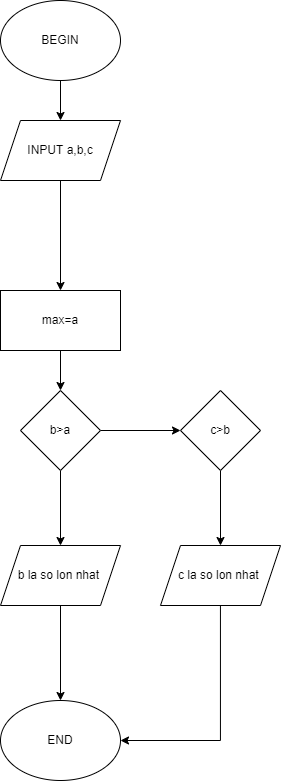 BEGIN
INPUT a,b,c
max=a
b>a
c>b
b la so lon nhat
c la so lon nhat
END